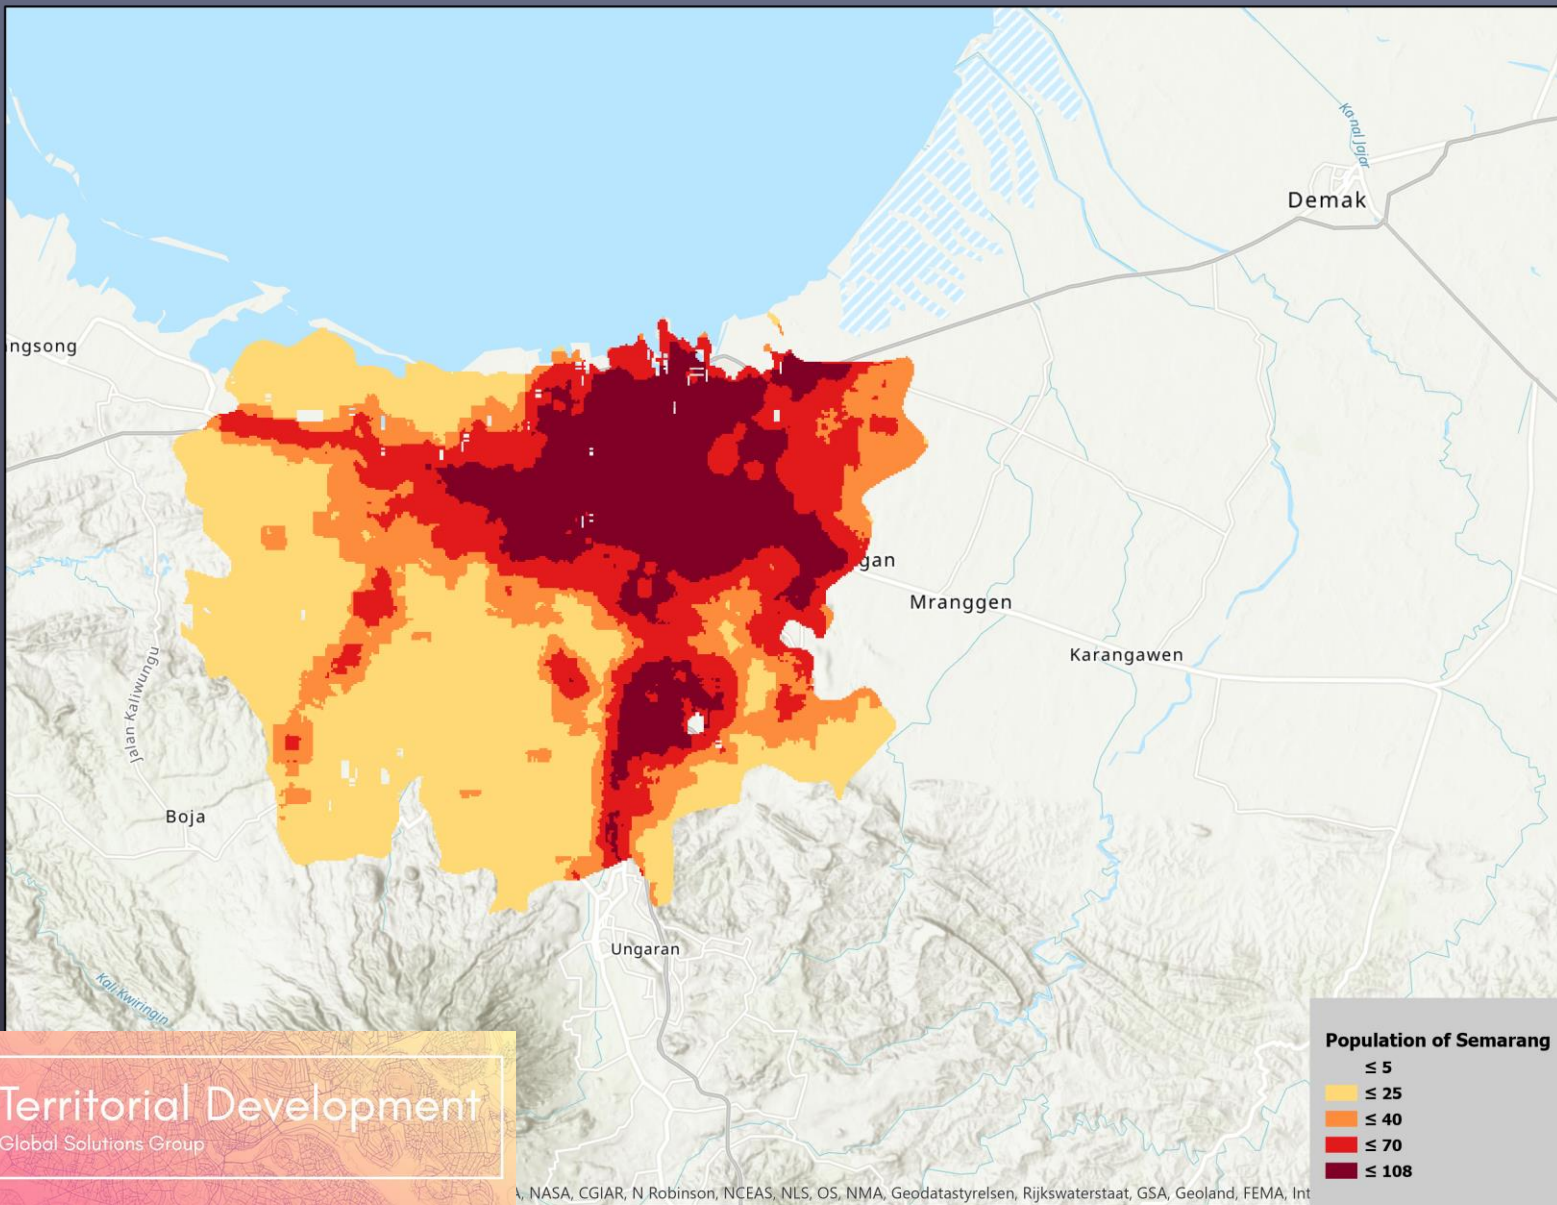 Kanal Jajar
Demak
ngsong
gan
Mranggen
Karangawen
Jalan Kaliwungu
Boja
Ungaran
Kali Kwiringin
Population of Semarang
≤ 5
≤ 25
≤ 40
≤ 70
≤ 108
Territorial Development
Global Solutions Group
, NASA, CGIAR, N Robinson, NCEAS, NLS, OS, NMA, Geodatastyrelsen, Rijkswaterstaat, GSA, Geoland, FEMA, Int